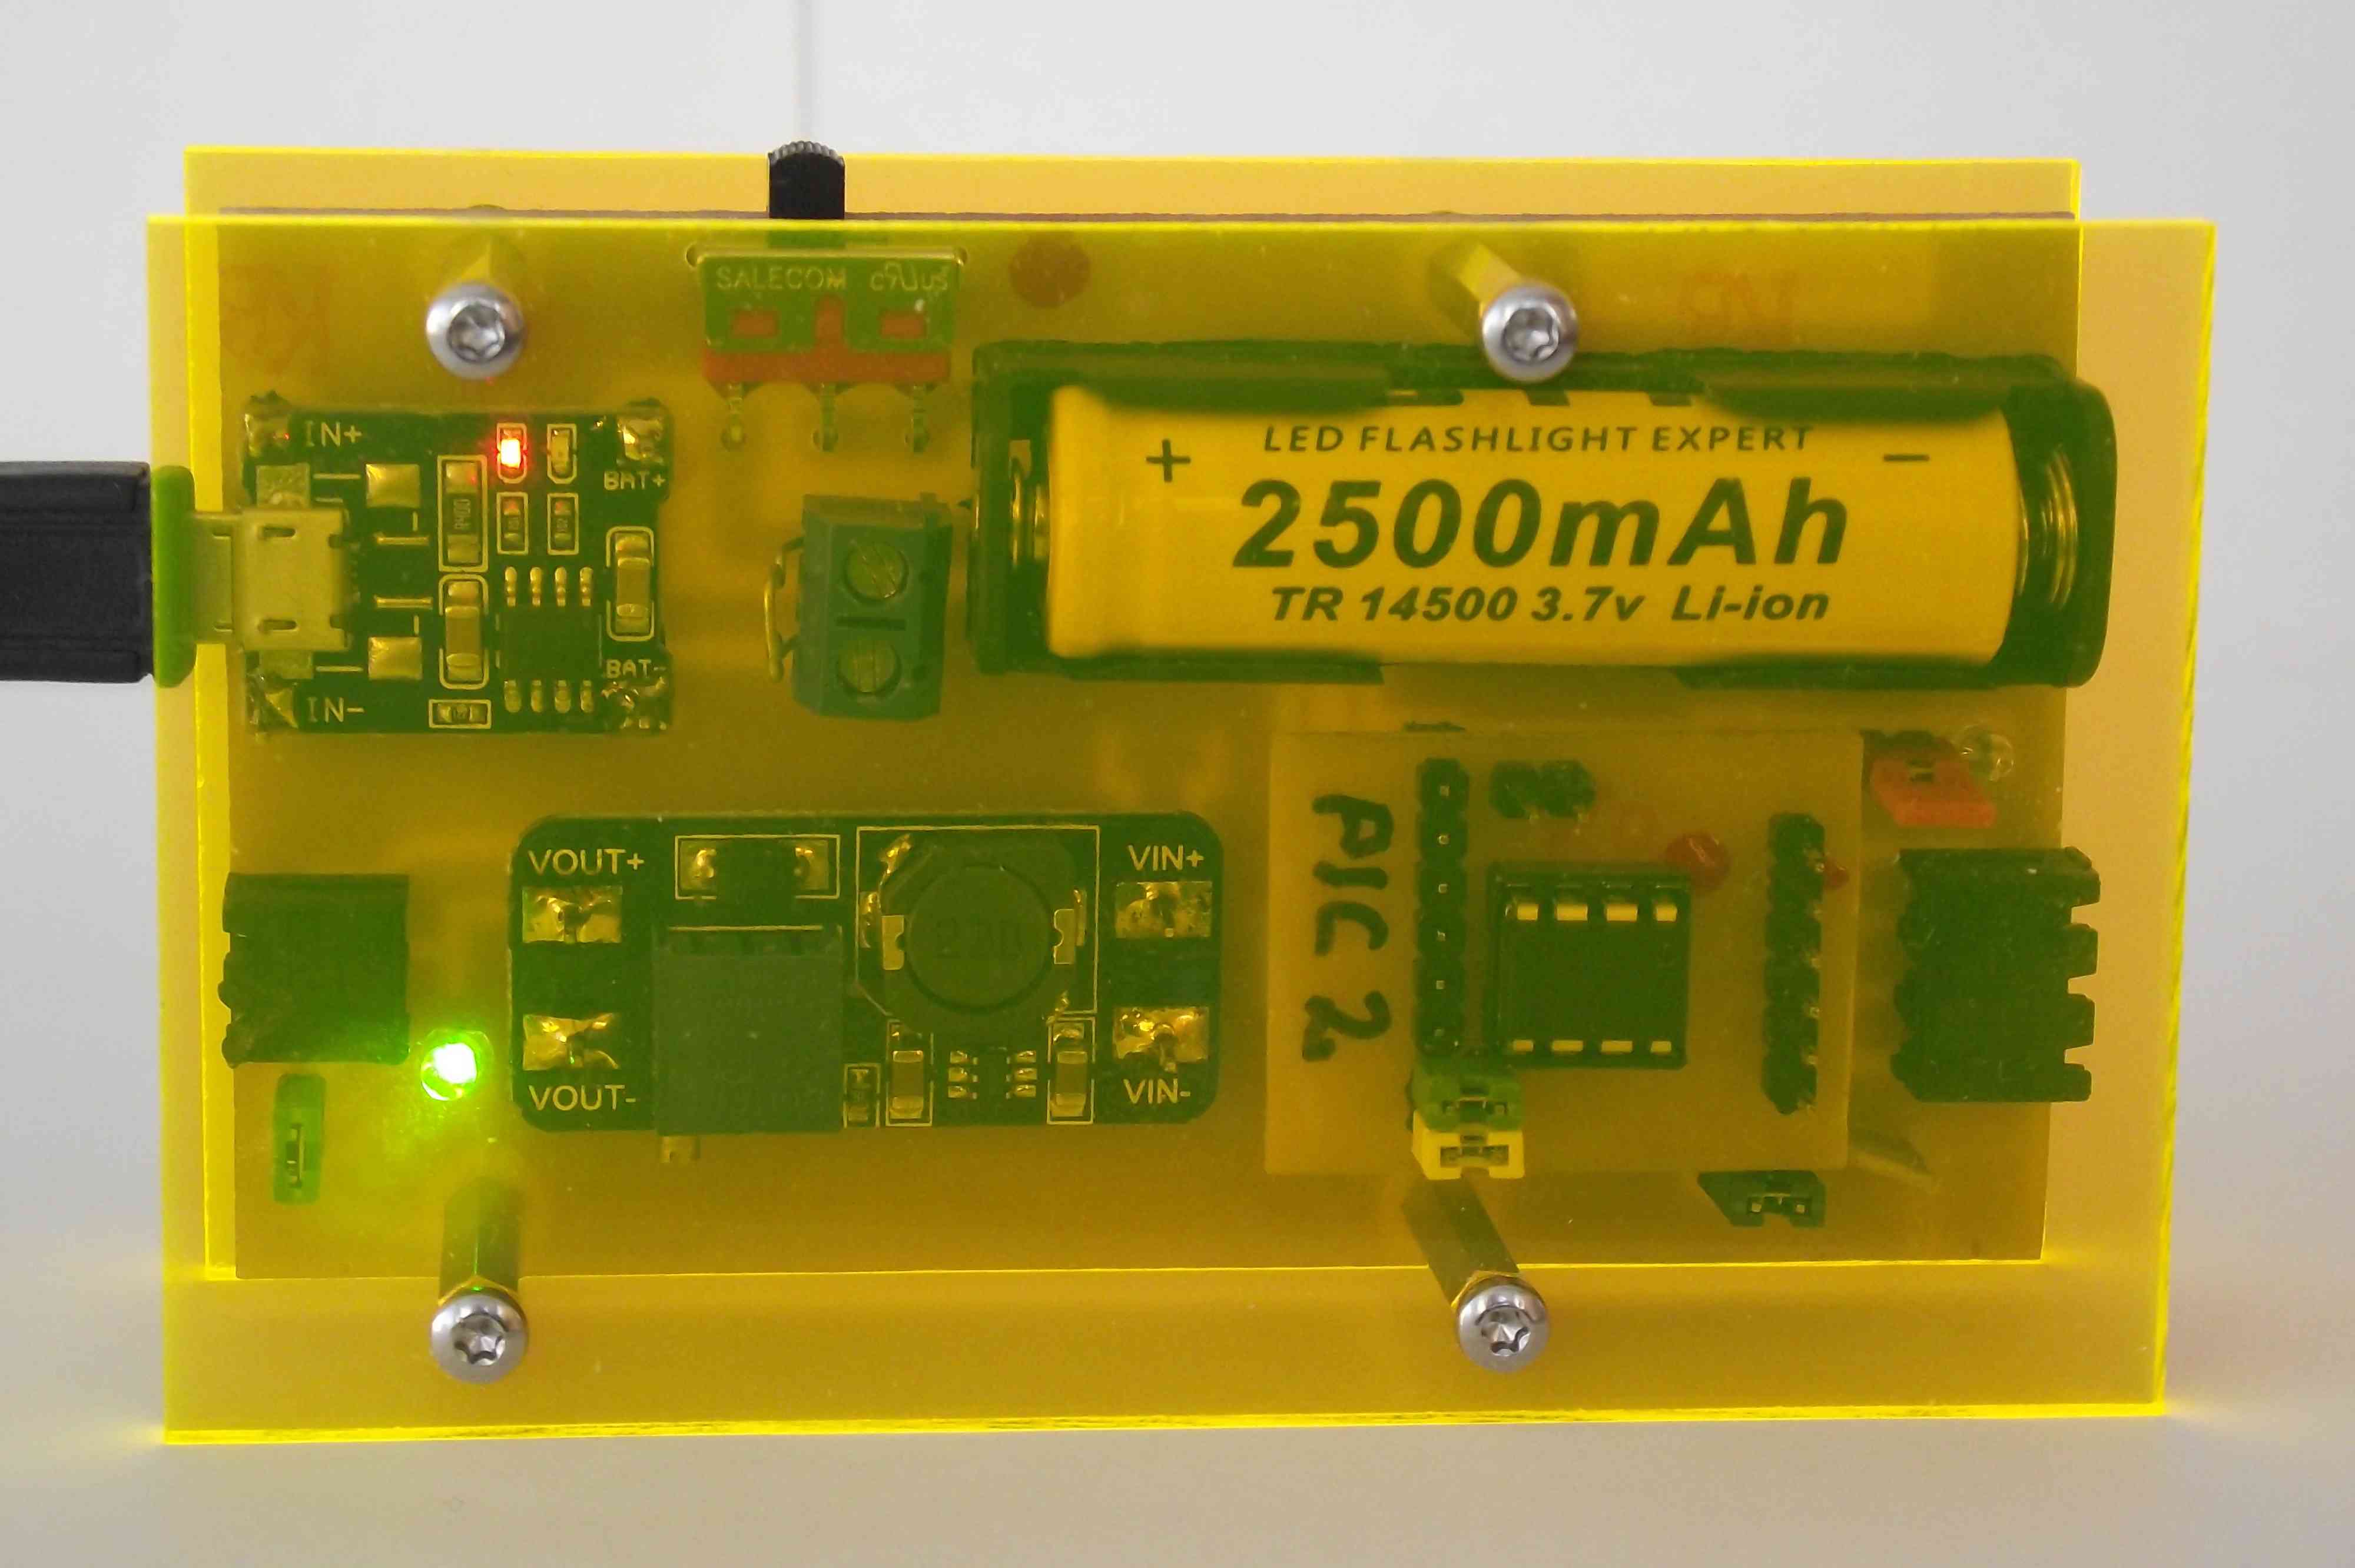 SALECOM
IN+
BAT+
BAT-
IN-
+ LED FLASHLIGHT EXPERT -
2500mAh
TR 14500 3.7v Li-ion
VOUT+
VIN+
VOUT-
VIN-
PIC 2